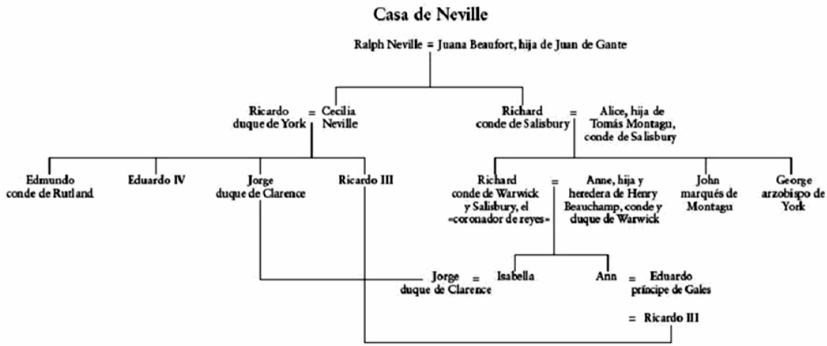 Casa de Neville
Ralph Neville = Juana Beaufort, hija de Juan de Gante
Ricardo
duque de York
=
Cecilia
Neville
Richard
conde de Salisbury
=
Alice, hija de
Tomás Montagu,
conde de Salisbury
Edmundo
conde de Rutland
Eduardo IV
Jorge
duque de Clarence
Ricardo III
Richard
conde de Warwick
y Salisbury, el
«coronador de reyes»
=
Anne, hija y
heredera de Henry
Beauchamp, conde y
duque de Warwick
John
marqués de
Montagu
George
arzobispo de
York
Jorge
duque de Clarence
=
Isabella
Ann
=
Eduardo
príncipe de Gales
= Ricardo III